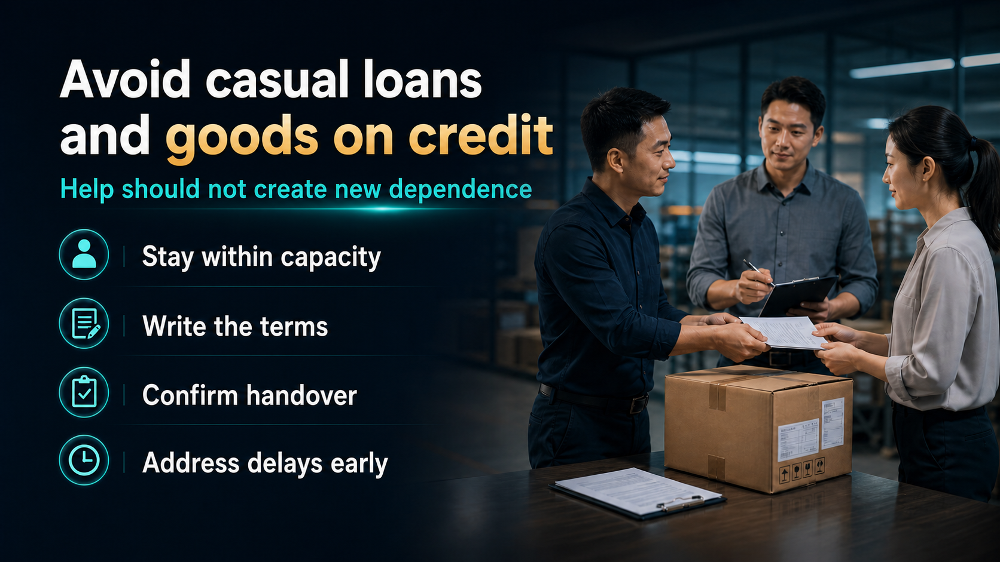 Avoid casual loans
and goods on credit
Help should not create new dependence
Stay within capacity
Write the terms
Confirm handover
Address delays early